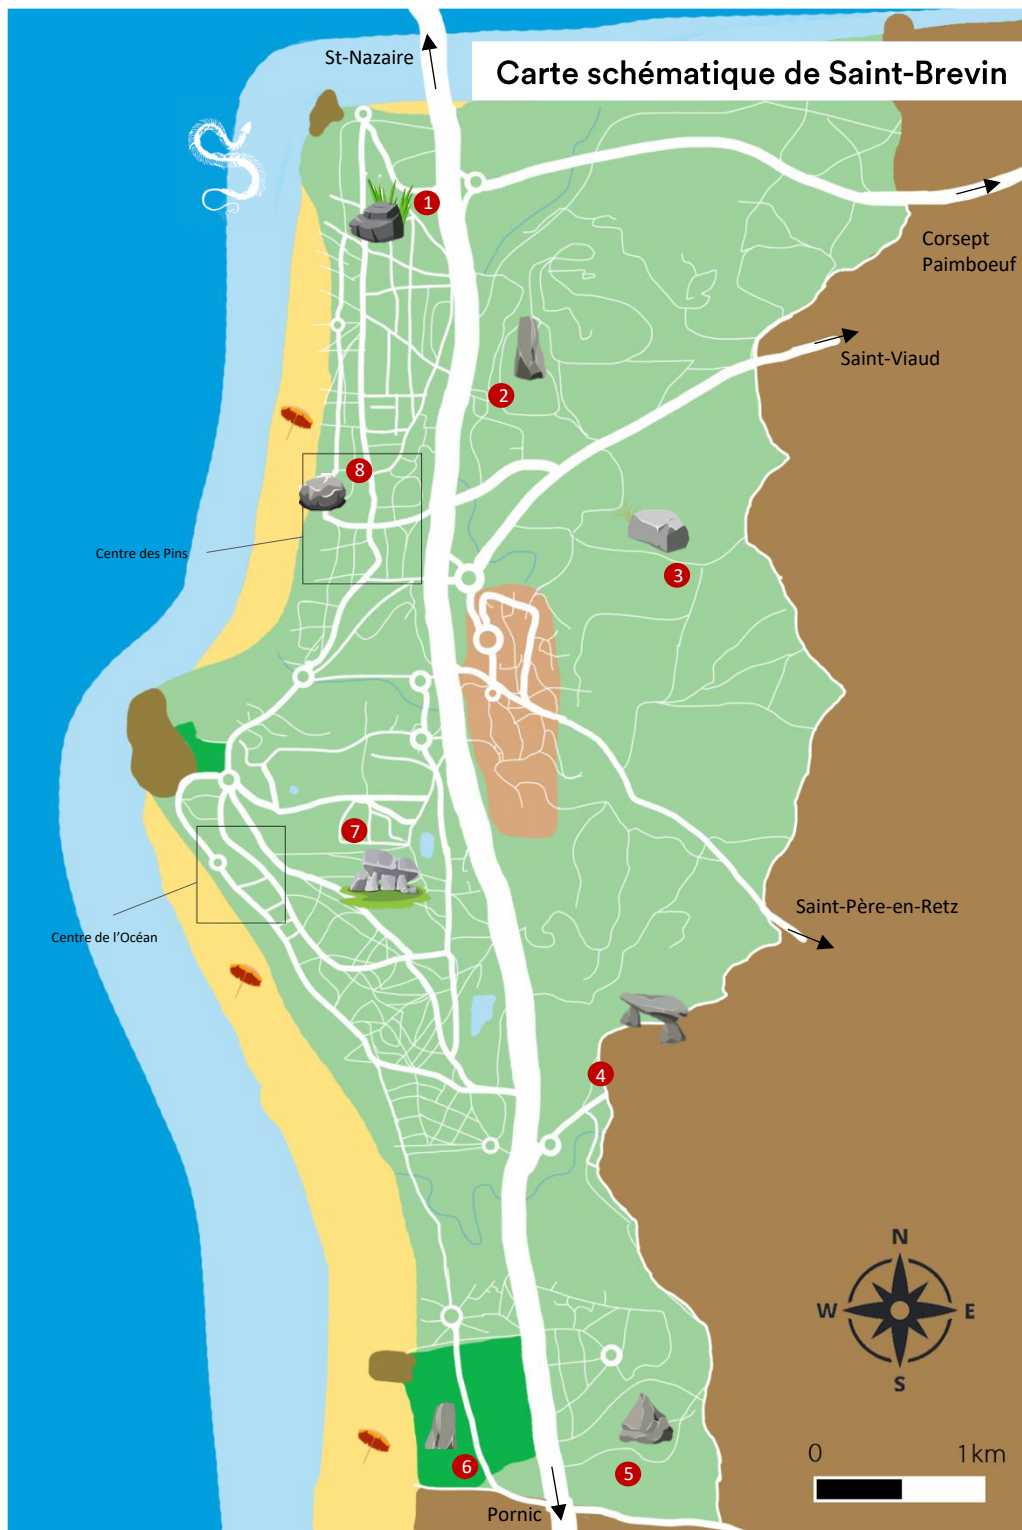 St-Nazaire
Carte schématique de Saint-Brevin
1
Corsept
Paimboeuf
Saint-Viaud
2
8
Centre des Pins
3
7
Saint-Père-en-Retz
Centre de l'Océan
4
N
W
E
S
0
1km
6
5
Pornic